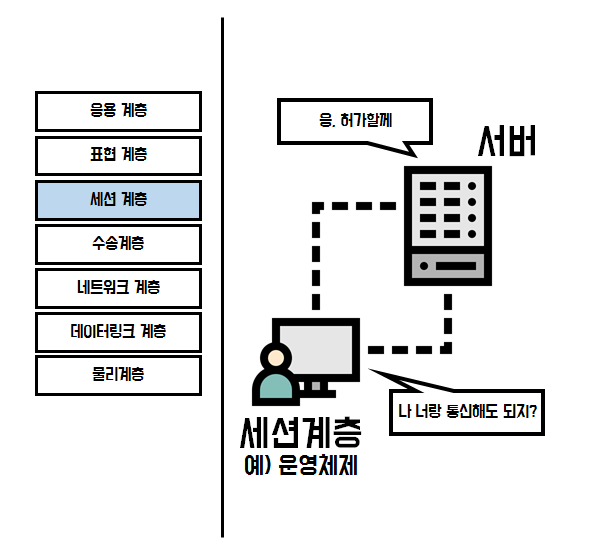 응용 계층
표현 계층
세션 계층
수송계층
네트워크 계층
데이터링크 계층
물리계층
응. 허가할께
서버
나 너랑 통신해도 되지?
세션계층
예) 운영체제